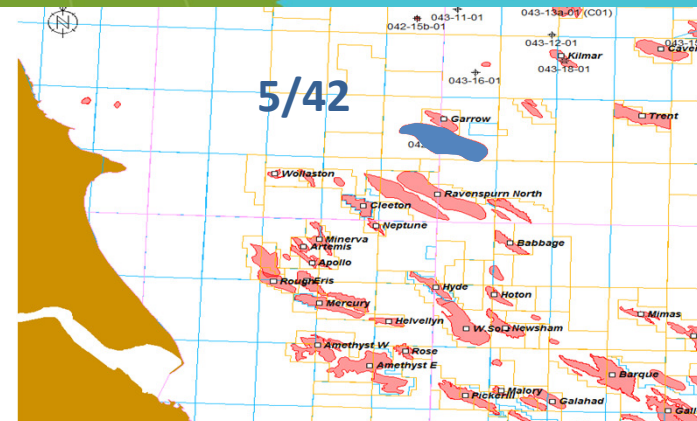 N
043-11-01
042-15b-01
043-13a-01 (C01)
043-12-01
Kilmar
043-18-01
043-16-01
5/42
Garrow
Trent
Wollaston
Ravenspurn North
Cleeton
Neptune
Minerva
Artemis
Babbage
Apollo
Rough
Eris
Hyde
Hoton
Mercury
Mimas
Helvellyn
W.So
Newsham
Amethyst W
Rose
Amethyst E
Barque
Malory
Pickerill
Galahad